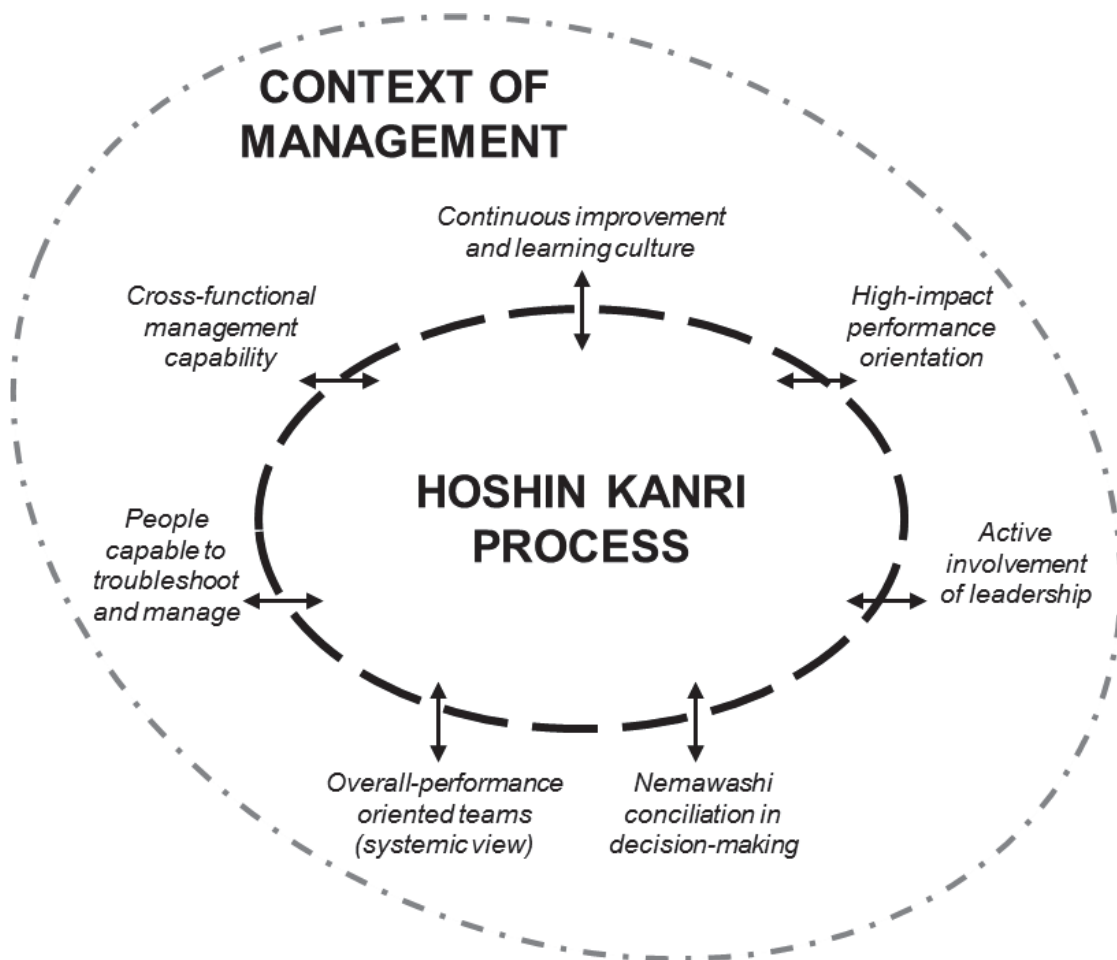 CONTEXT OF
MANAGEMENT
Continuous improvement
and learning culture
Cross-functional
management
capability
High-impact
performance
orientation
HOSHIN KANRI
PROCESS
People
capable to
troubleshoot
and manage
Active
involvement
of leadership
Overall-performance
oriented teams
(systemic view)
Nemawashi
conciliation in
decision-making